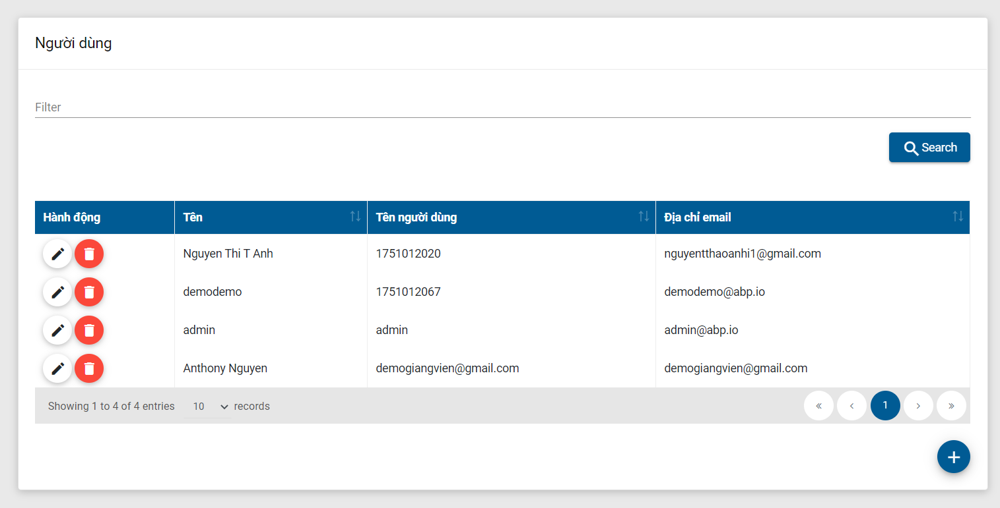 Người dùng
Filter
Search
Hành động Tên Tên người dùng Địa chỉ email
Nguyen Thi T Anh 1751012020 nguyentthaoanhi1@gmail.com
demodemo 1751012067 demodemo@abp.io
admin admin admin@abp.io
Anthony Nguyen demogiangvien@gmail.com demogiangvien@gmail.com
Showing 1 to 4 of 4 entries 10 records « ‹ 1 › »